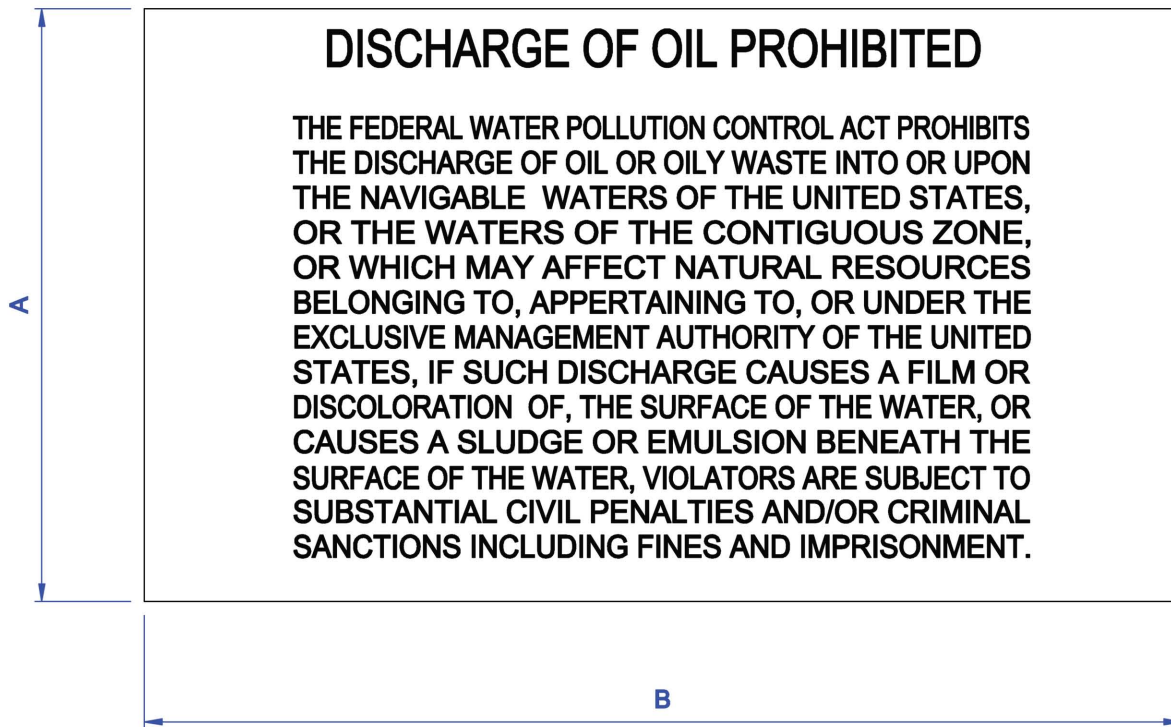 DISCHARGE OF OIL PROHIBITED
THE FEDERAL WATER POLLUTION CONTROL ACT PROHIBITS
THE DISCHARGE OF OIL OR OILY WASTE INTO OR UPON
THE NAVIGABLE WATERS OF THE UNITED STATES,
OR THE WATERS OF THE CONTIGUOUS ZONE,
OR WHICH MAY AFFECT NATURAL RESOURCES
BELONGING TO, APPERTAINING TO, OR UNDER THE
EXCLUSIVE MANAGEMENT AUTHORITY OF THE UNITED
STATES, IF SUCH DISCHARGE CAUSES A FILM OR
DISCOLORATION OF, THE SURFACE OF THE WATER, OR
CAUSES A SLUDGE OR EMULSION BENEATH THE
SURFACE OF THE WATER, VIOLATORS ARE SUBJECT TO
SUBSTANTIAL CIVIL PENALTIES AND/OR CRIMINAL
SANCTIONS INCLUDING FINES AND IMPRISONMENT.
A
B